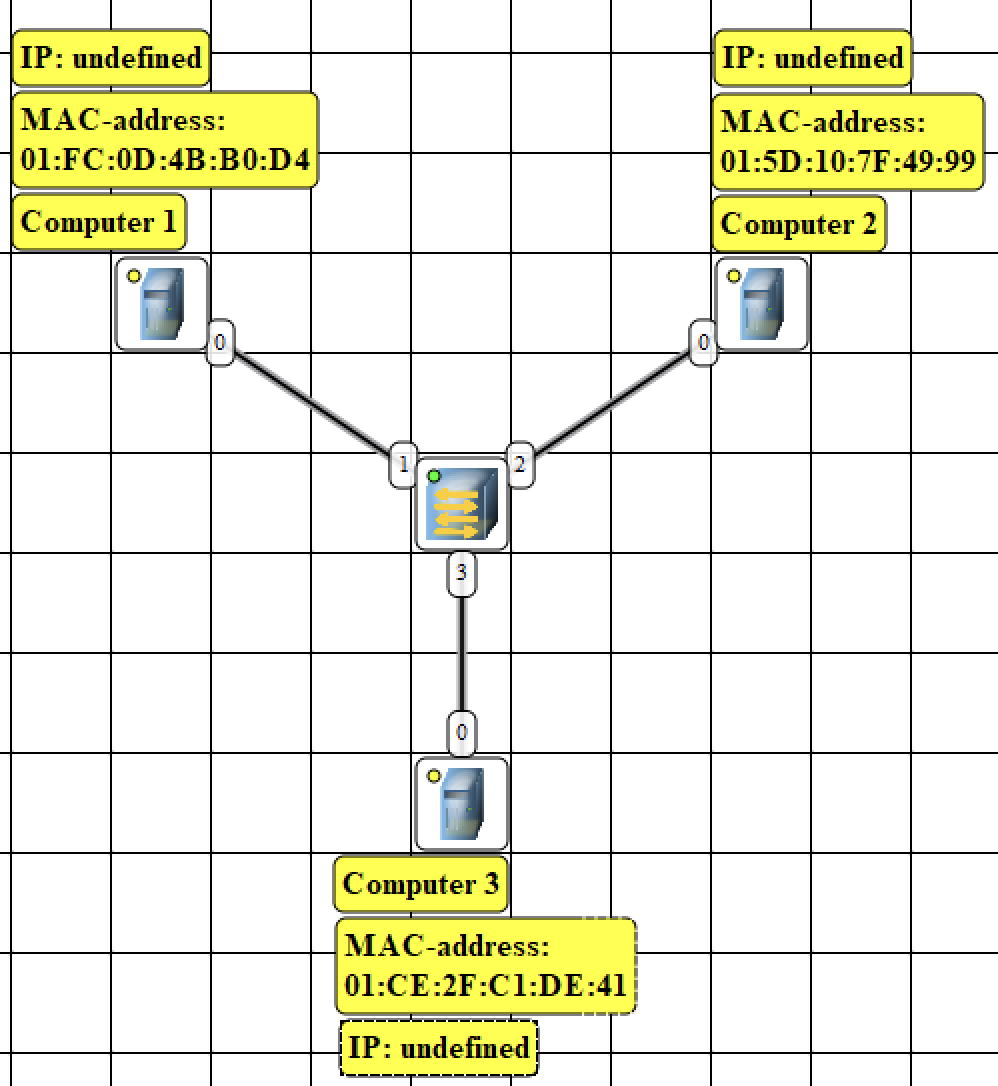 IP: undefined
MAC-address:
01:FC:0D:4B:B0:D4
Computer 1
IP: undefined
MAC-address:
01:5D:10:7F:49:99
Computer 2
0
0
1
2
3
0
Computer 3
MAC-address:
01:CE:2F:C1:DE:41
IP: undefined